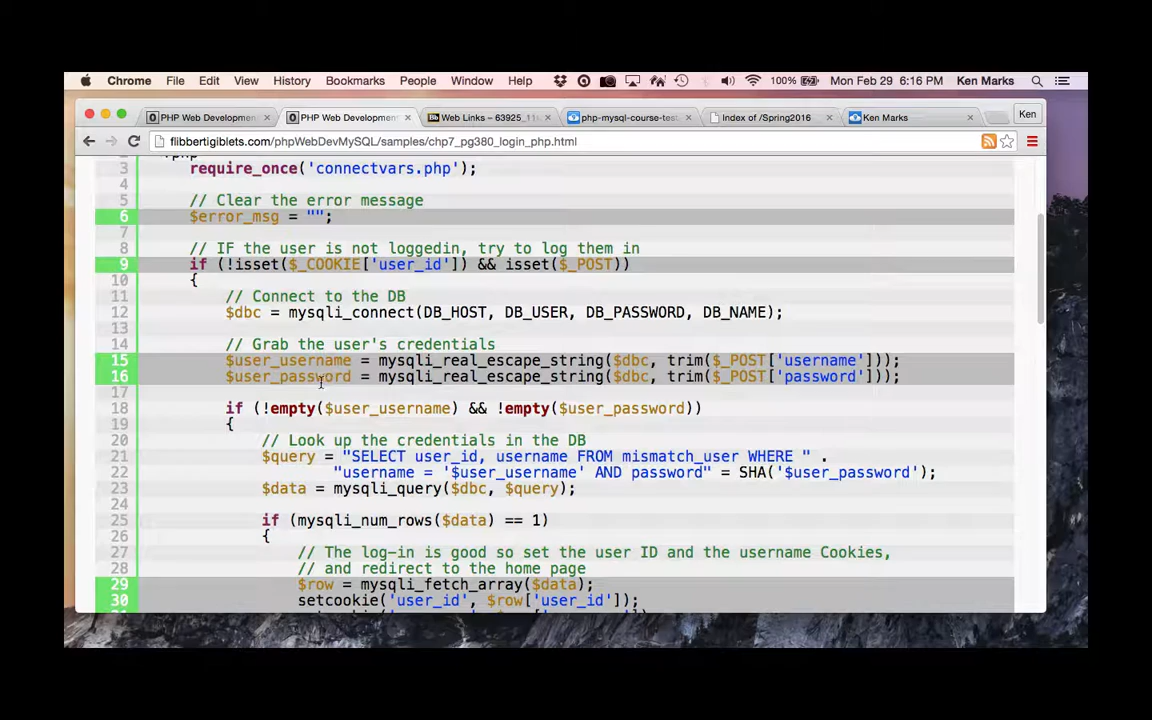 Chrome File Edit View History Bookmarks People Window Help 100% Mon Feb 29 6:16 PM Ken Marks
PHP Web Developmen × PHP Web Developmen × Web Links – 63925_11 × php-mysql-course-test × Index of /Spring2016 × Ken Marks × Ken
flibbertigiblets.com/phpWebDevMySQL/samples/chp7_pg380_login_php.html
3 require_once('connectvars.php');
4
5 // Clear the error message
6 $error_msg = "";
7
8 // IF the user is not loggedin, try to log them in
9 if (!isset($_COOKIE['user_id']) && isset($_POST))
10 {
11 // Connect to the DB
12 $dbc = mysqli_connect(DB_HOST, DB_USER, DB_PASSWORD, DB_NAME);
13
14 // Grab the user's credentials
15 $user_username = mysqli_real_escape_string($dbc, trim($_POST['username']));
16 $user_password = mysqli_real_escape_string($dbc, trim($_POST['password']));
17
18 if (!empty($user_username) && !empty($user_password))
19 {
20 // Look up the credentials in the DB
21 $query = "SELECT user_id, username FROM mismatch_user WHERE " .
22 "username = '$user_username' AND password" = SHA('$user_password');
23 $data = mysqli_query($dbc, $query);
24
25 if (mysqli_num_rows($data) == 1)
26 {
27 // The log-in is good so set the user ID and the username Cookies,
28 // and redirect to the home page
29 $row = mysqli_fetch_array($data);
30 setcookie('user_id', $row['user_id']);